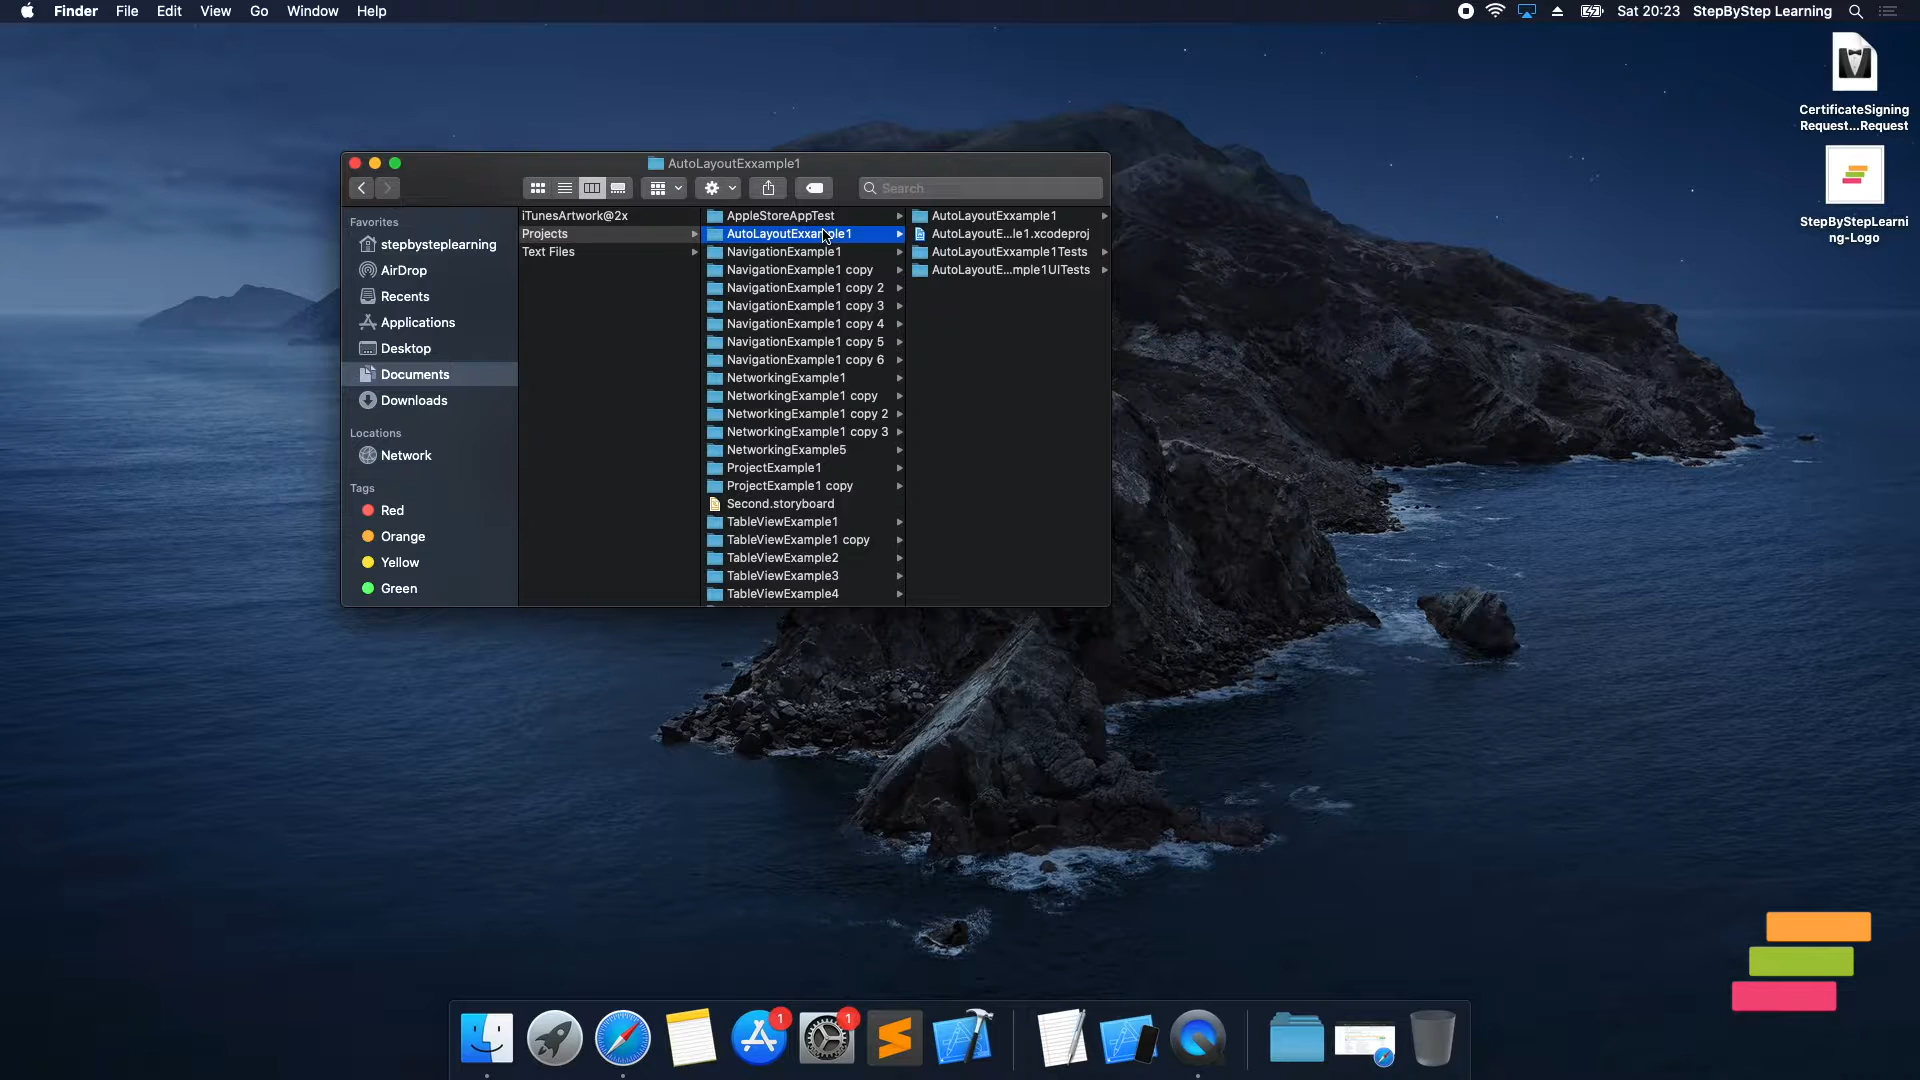 Finder File Edit View Go Window Help
Sat 20:23 StepByStep Learning
CertificateSigning
Request...Request
StepByStepLearni
ng-Logo
AutoLayoutExxample1
Search
Favorites
stepbysteplearning
AirDrop
Recents
Applications
Desktop
Documents
Downloads
Locations
Network
Tags
Red
Orange
Yellow
Green
iTunesArtwork@2x
Projects
Text Files
AppleStoreAppTest
AutoLayoutExxample1
NavigationExample1
NavigationExample1 copy
NavigationExample1 copy 2
NavigationExample1 copy 3
NavigationExample1 copy 4
NavigationExample1 copy 5
NavigationExample1 copy 6
NetworkingExample1
NetworkingExample1 copy
NetworkingExample1 copy 2
NetworkingExample1 copy 3
NetworkingExample5
ProjectExample1
ProjectExample1 copy
Second.storyboard
TableViewExample1
TableViewExample1 copy
TableViewExample2
TableViewExample3
TableViewExample4
AutoLayoutExxample1
AutoLayoutE...le1.xcodeproj
AutoLayoutExxample1Tests
AutoLayoutE...mple1UITests
1
1